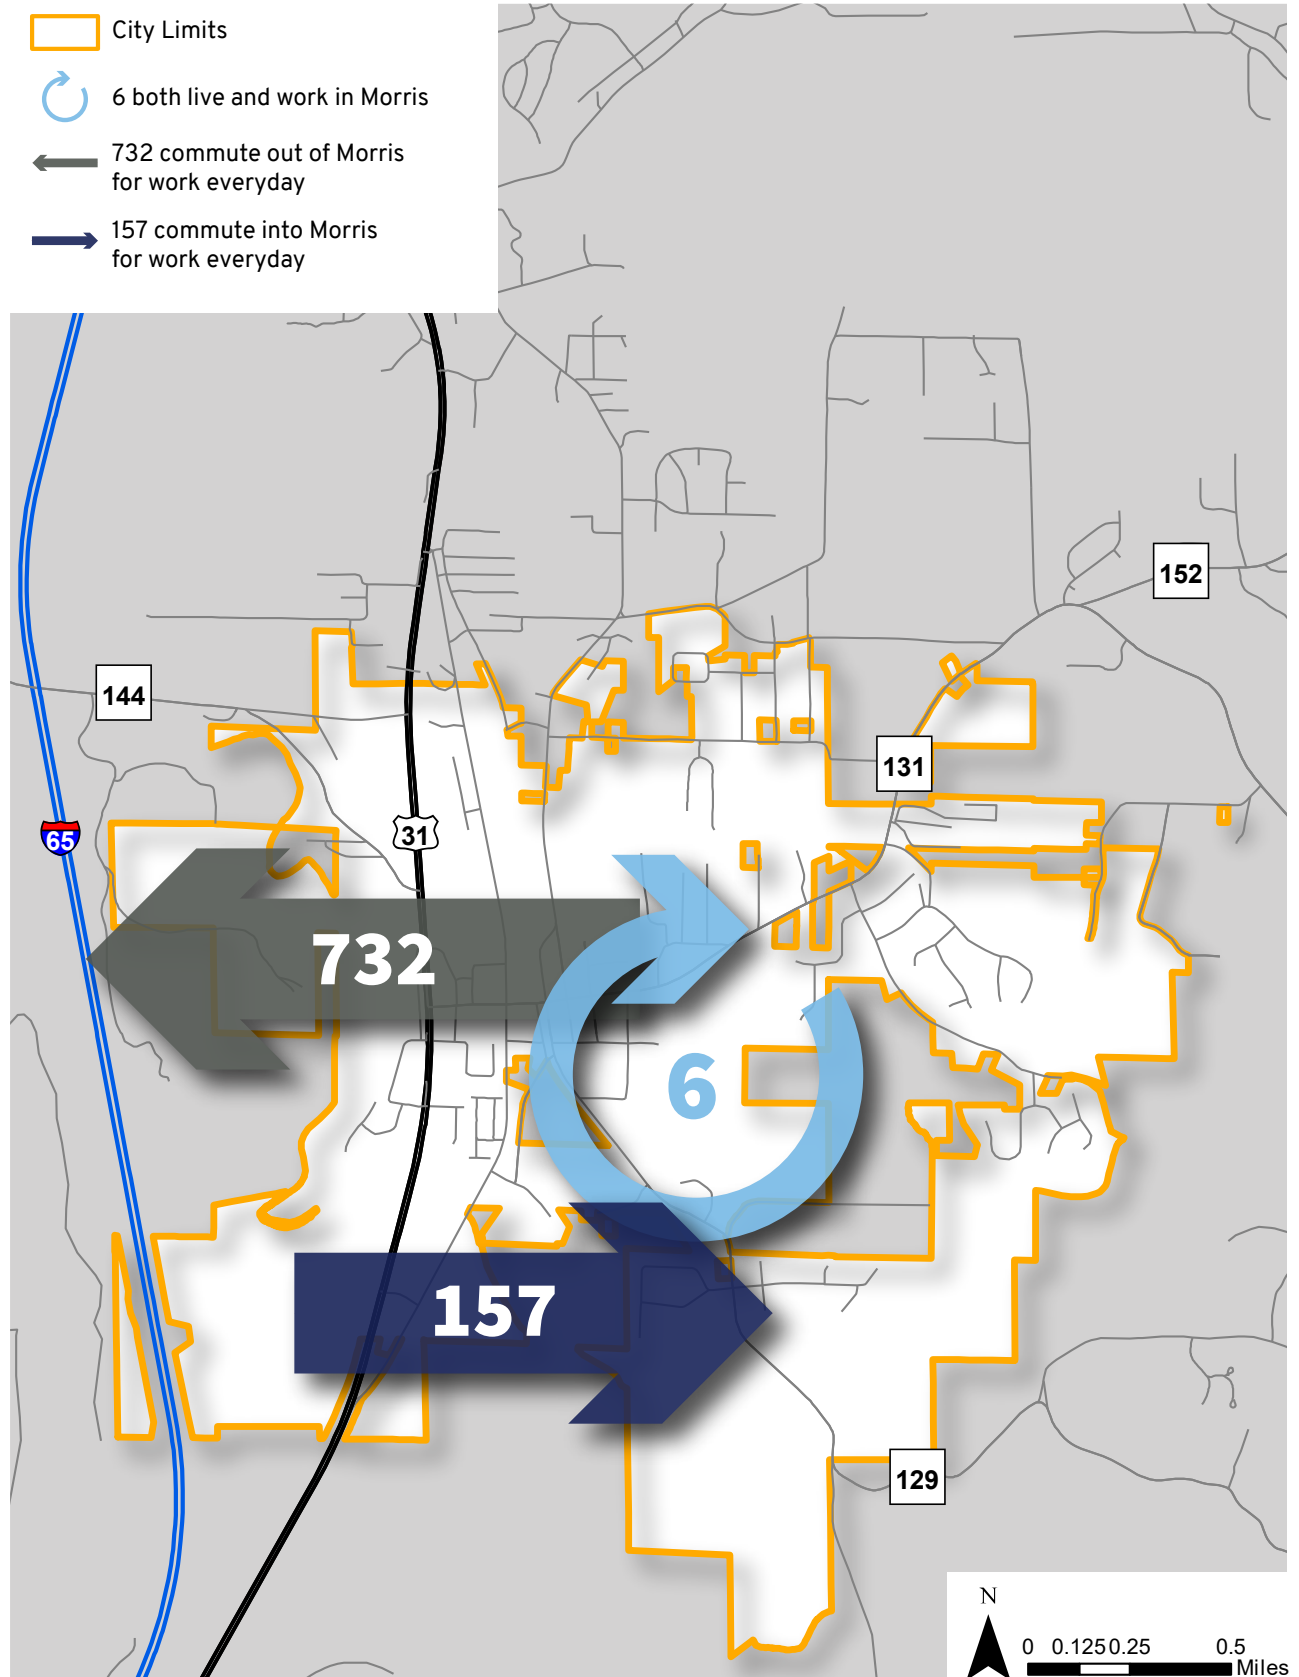 City Limits
6 both live and work in Morris
732 commute out of Morris
for work everyday
157 commute into Morris
for work everyday
152
144
131
31
65
732
6
157
129
N
0 0.125 0.25 0.5
Miles